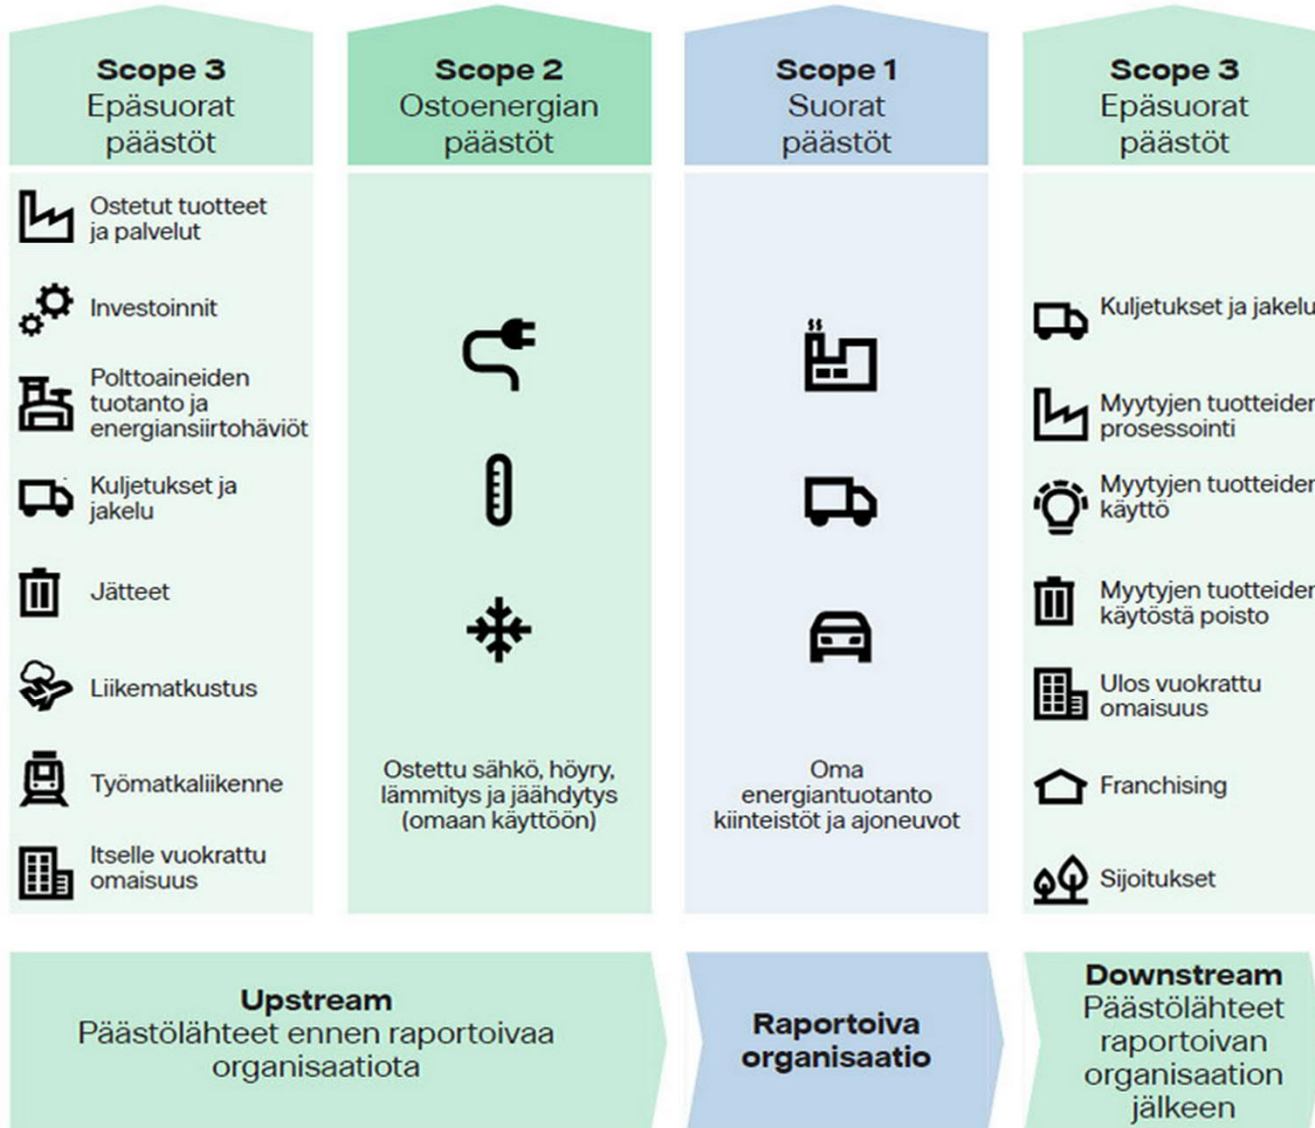 Scope 3
Epäsuorat
päästöt
Ostetut tuotteet
ja palvelut
Investoinnit
Polttoaineiden
tuotanto ja
energiansiirtohäviöt
Kuljetukset ja
jakelu
Jätteet
Liikematkustus
Työmatkaliikenne
Itselle vuokrattu
omaisuus
Scope 2
Ostoenergian
päästöt
Ostettu sähkö, höyry,
lämmitys ja jäähdytys
(omaan käyttöön)
Scope 1
Suorat
päästöt
Oma
energiantuotanto
kiinteistöt ja ajoneuvot
Scope 3
Epäsuorat
päästöt
Kuljetukset ja jakelu
Myytyjen tuotteiden
prosessointi
Myytyjen tuotteiden
käyttö
Myytyjen tuotteiden
käytöstä poisto
Ulos vuokrattu
omaisuus
Franchising
Sijoitukset
Upstream
Päästölähteet ennen raportoivaa
organisaatiota
Raportoiva
organisaatio
Downstream
Päästölähteet
raportoivan
organisaation
jälkeen